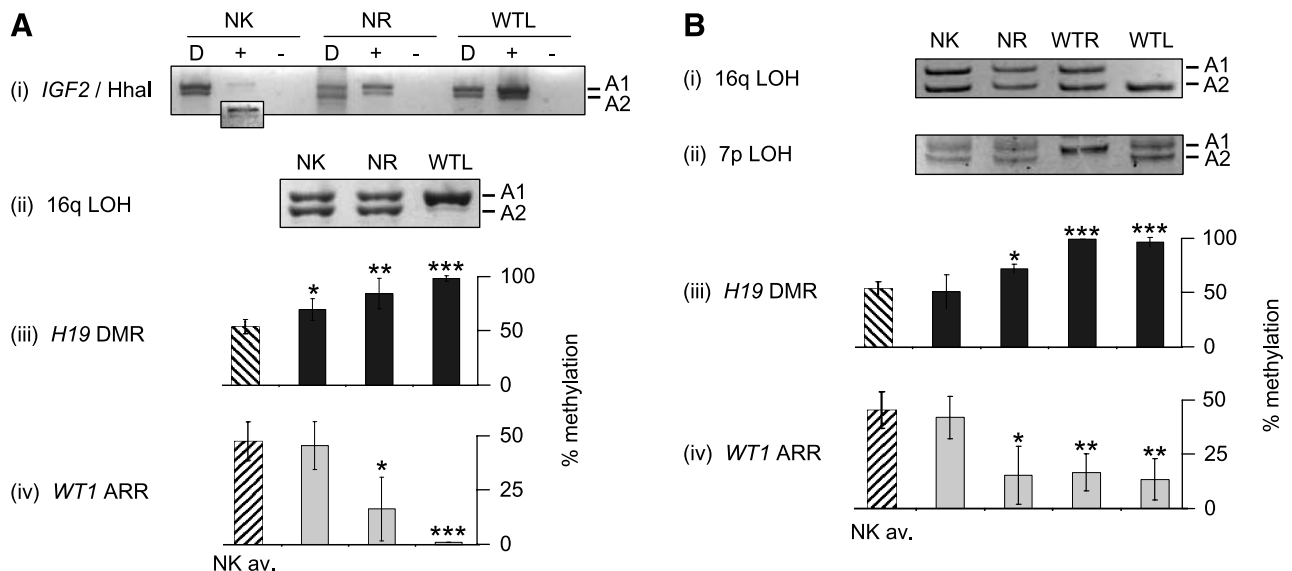 A
NK NR WTL
D + - D + - D + -
(i) IGF2 / HhaI
A1
A2
NK NR WTL
(ii) 16q LOH
A1
A2
(iii) H19 DMR
* ** ***
100
50
0
% methylation
(iv) WT1 ARR
* ***
50
25
0
NK av.
B
NK NR WTR WTL
(i) 16q LOH
A1
A2
(ii) 7p LOH
A1
A2
(iii) H19 DMR
* *** ***
100
50
0
% methylation
(iv) WT1 ARR
* ** **
50
25
0
NK av.